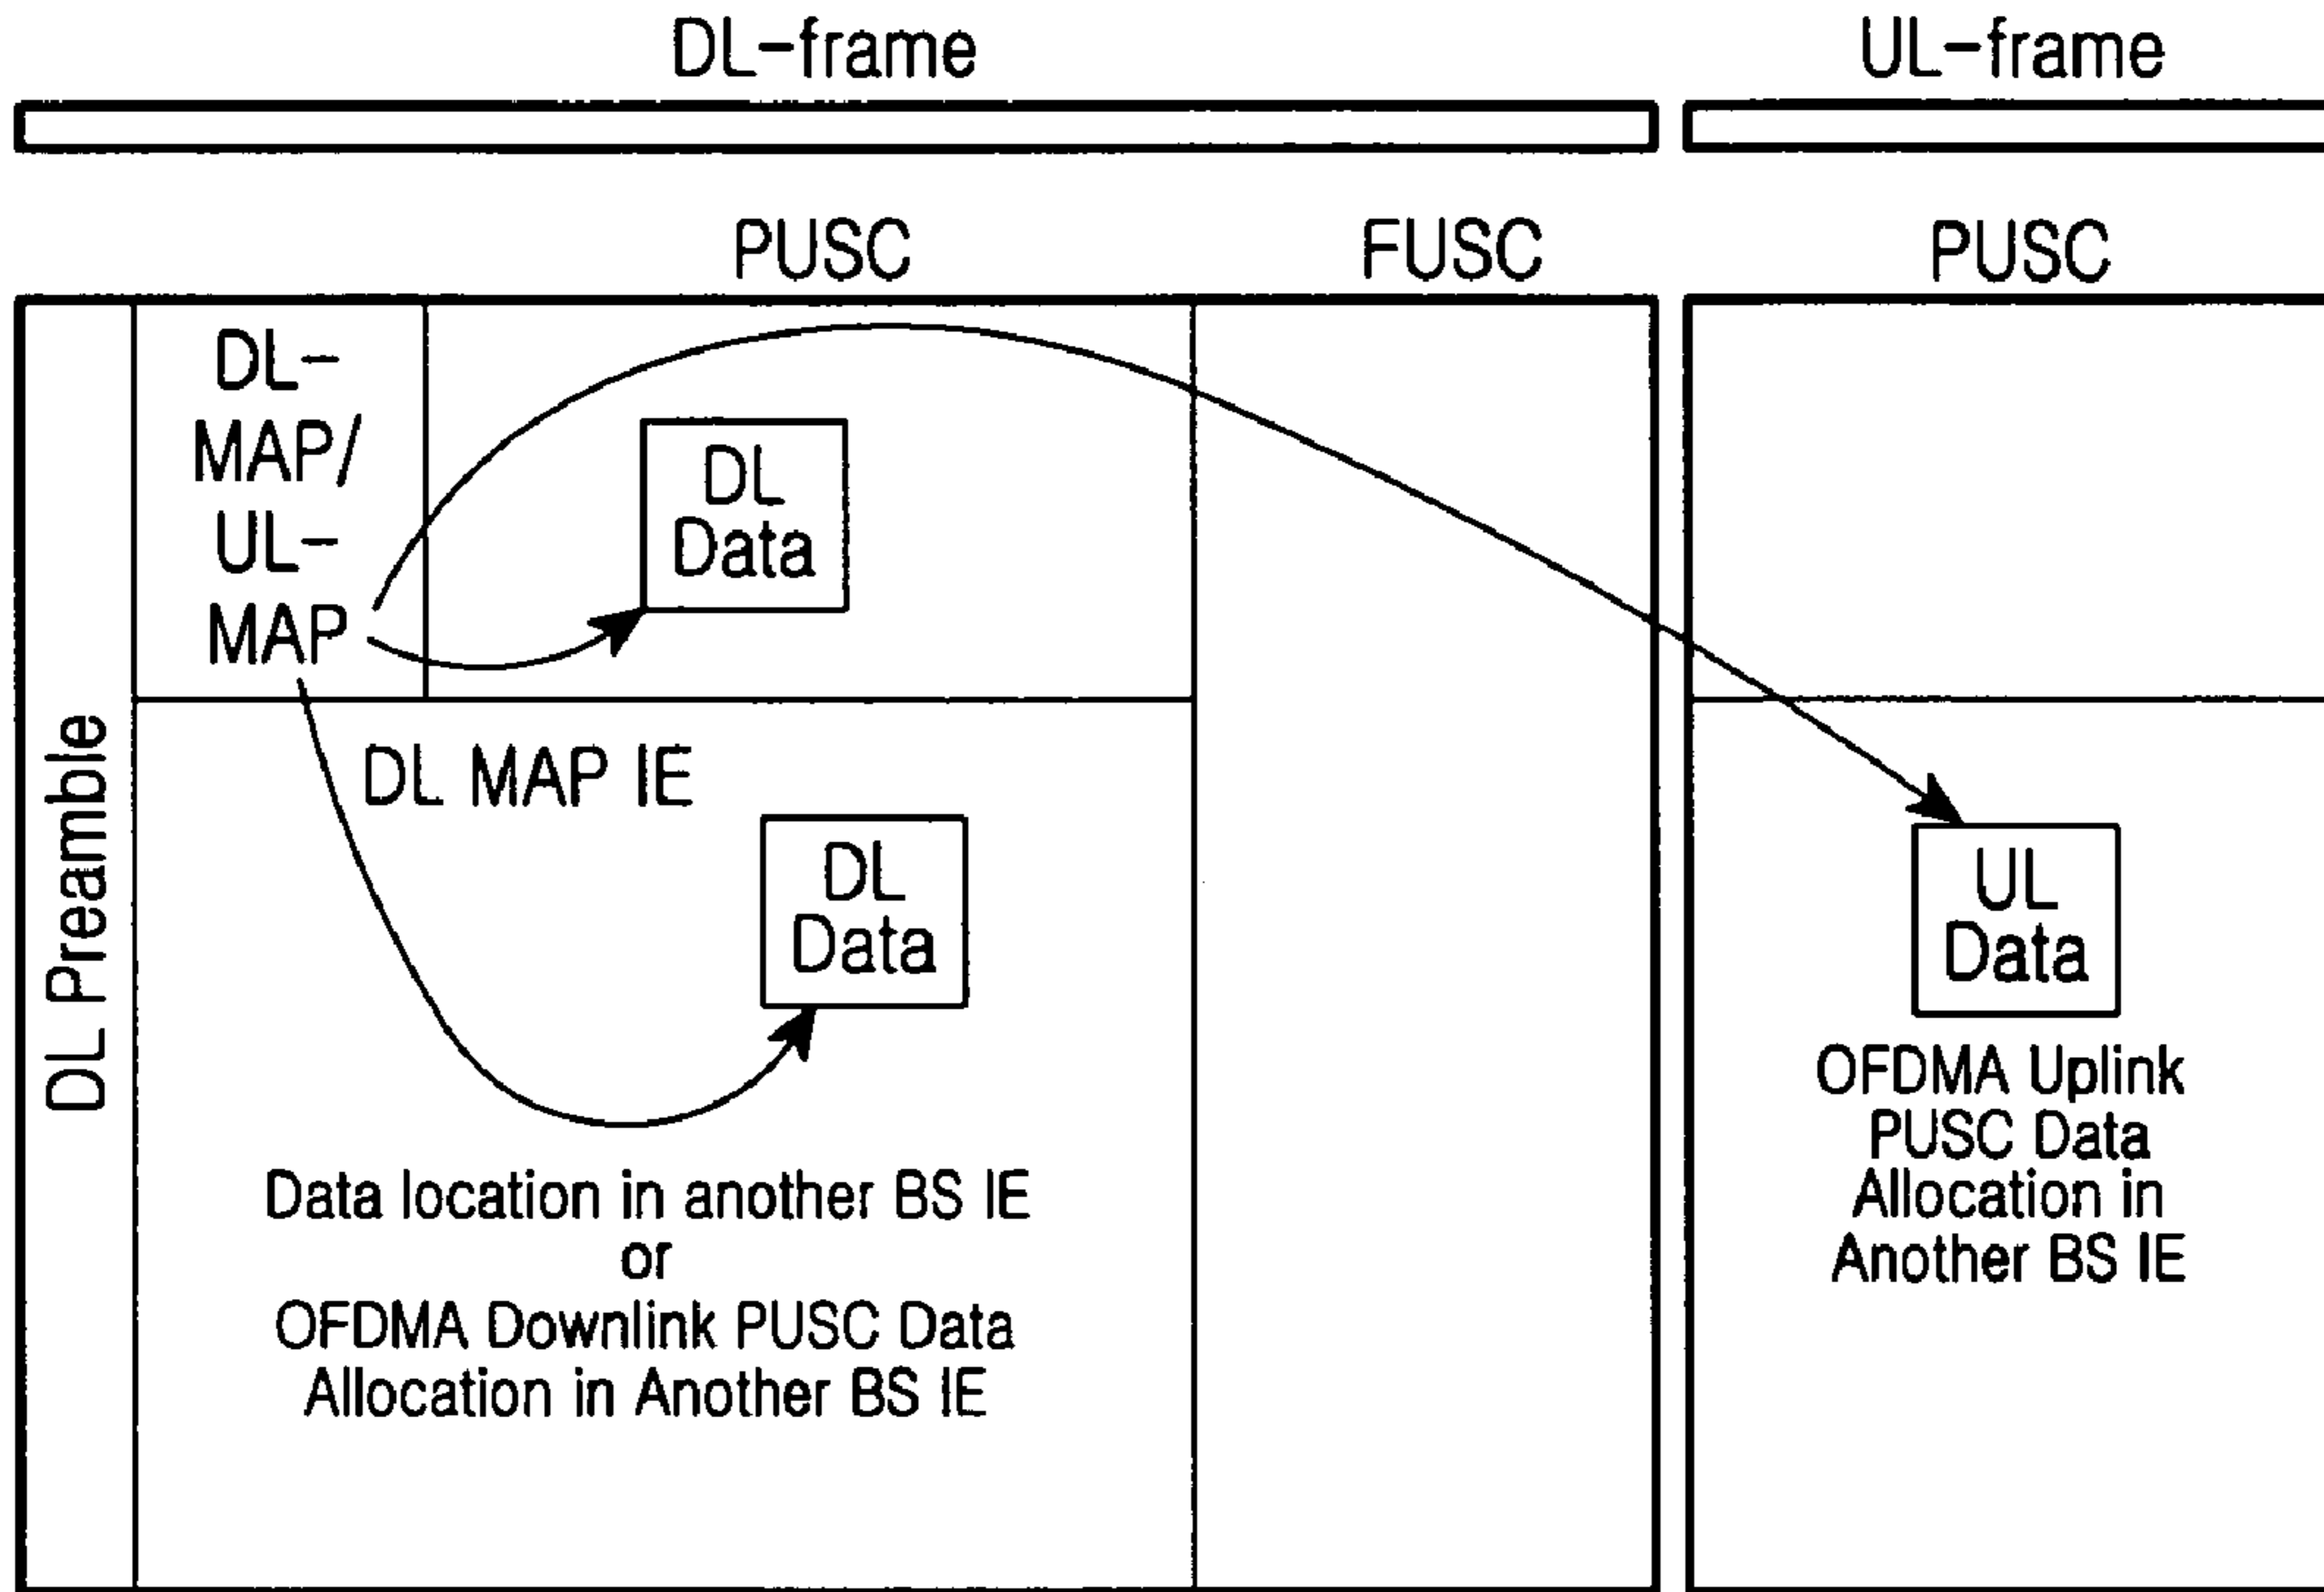 DL-frame
UL-frame
PUSC
FUSC
PUSC
DL Preamble
DL-
MAP/
UL-
MAP
DL
Data
DL MAP IE
DL
Data
Data location in another BS IE
or
OFDMA Downlink PUSC Data
Allocation in Another BS IE
UL
Data
OFDMA Uplink
PUSC Data
Allocation in
Another BS IE